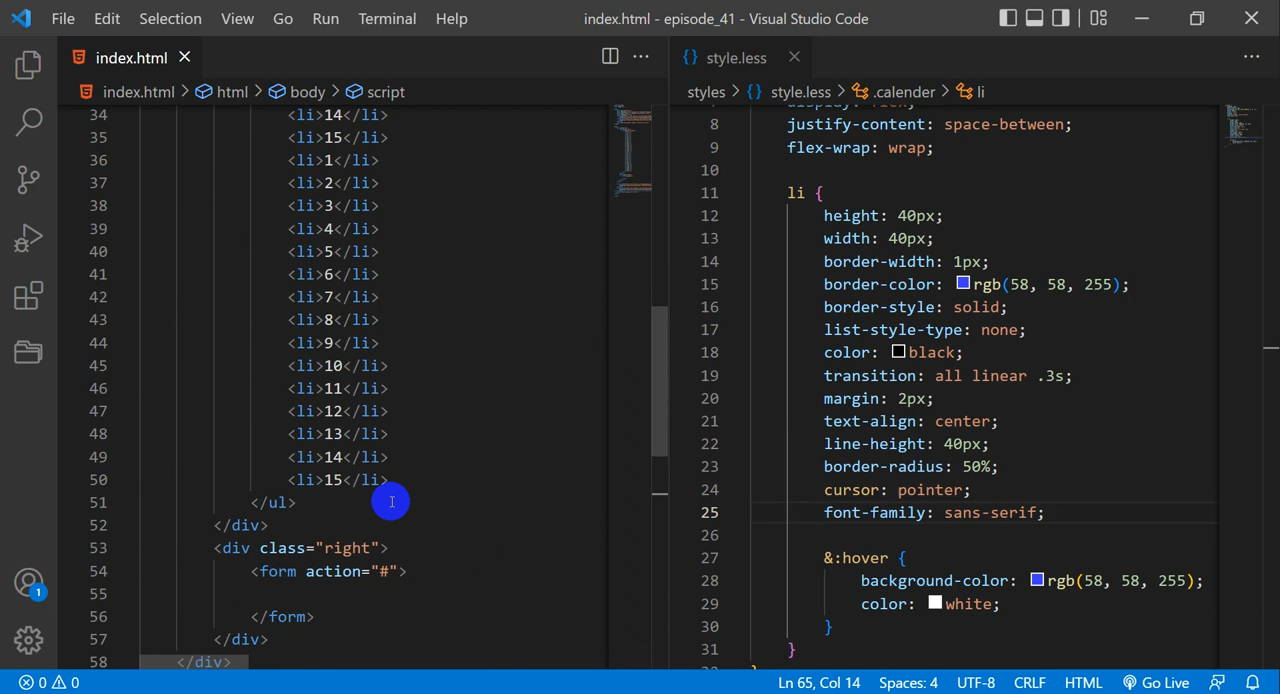 File Edit Selection View Go Run Terminal Help index.html - episode_41 - Visual Studio Code
index.html
style.less
index.html > html > body > script
styles > {} style.less > .calender > li
34 <li>14</li>
35 <li>15</li>
36 <li>1</li>
37 <li>2</li>
38 <li>3</li>
39 <li>4</li>
40 <li>5</li>
41 <li>6</li>
42 <li>7</li>
43 <li>8</li>
44 <li>9</li>
45 <li>10</li>
46 <li>11</li>
47 <li>12</li>
48 <li>13</li>
49 <li>14</li>
50 <li>15</li>
51 </ul>
52 </div>
53 <div class="right">
54 <form action="#">
55
56 </form>
57 </div>
58 </div>
7 display: flex;
8 justify-content: space-between;
9 flex-wrap: wrap;
10
11 li {
12 height: 40px;
13 width: 40px;
14 border-width: 1px;
15 border-color: rgb(58, 58, 255);
16 border-style: solid;
17 list-style-type: none;
18 color: black;
19 transition: all linear .3s;
20 margin: 2px;
21 text-align: center;
22 line-height: 40px;
23 border-radius: 50%;
24 cursor: pointer;
25 font-family: sans-serif;
26
27 &:hover {
28 background-color: rgb(58, 58, 255);
29 color: white;
30 }
31 }
32 }
1
0 0 Ln 65, Col 14 Spaces: 4 UTF-8 CRLF HTML Go Live